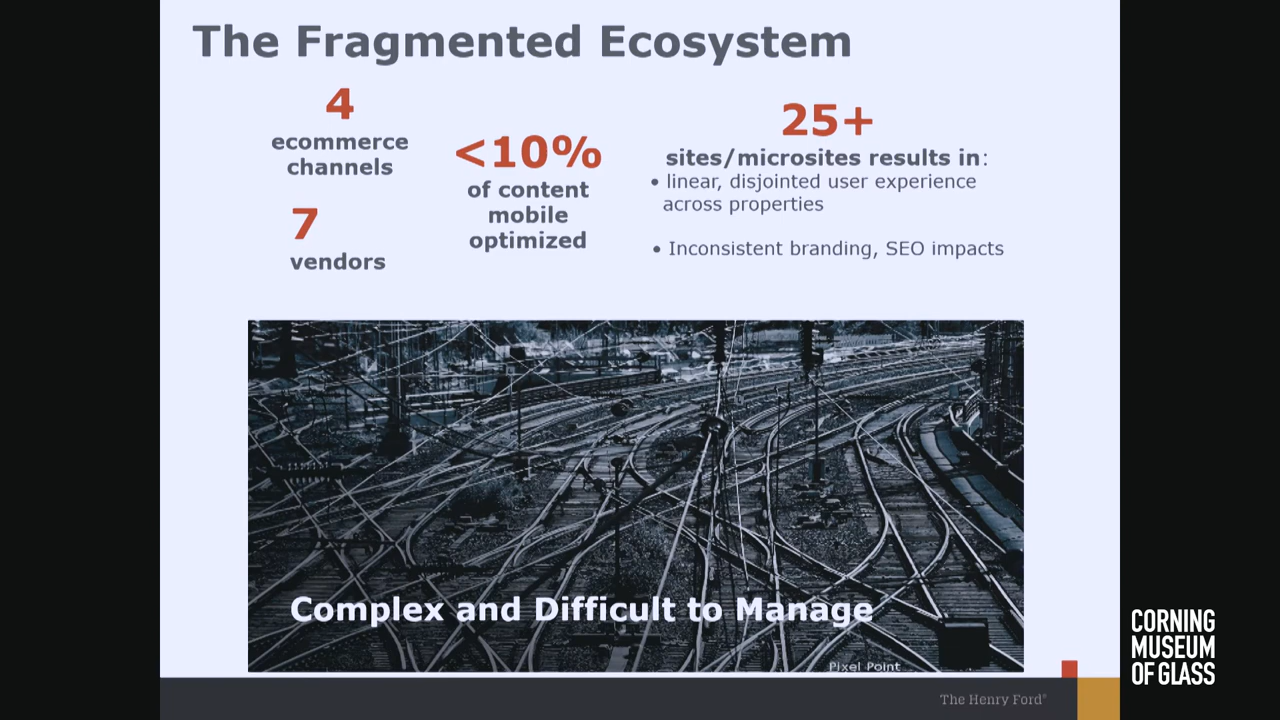 The Fragmented Ecosystem
4
ecommerce
channels
7
vendors
<10%
of content
mobile
optimized
25+
sites/microsites results in:
• linear, disjointed user experience
across properties
• Inconsistent branding, SEO impacts
Complex and Difficult to Manage
Pixel Point
The Henry Ford®
CORNING
MUSEUM
OF GLASS